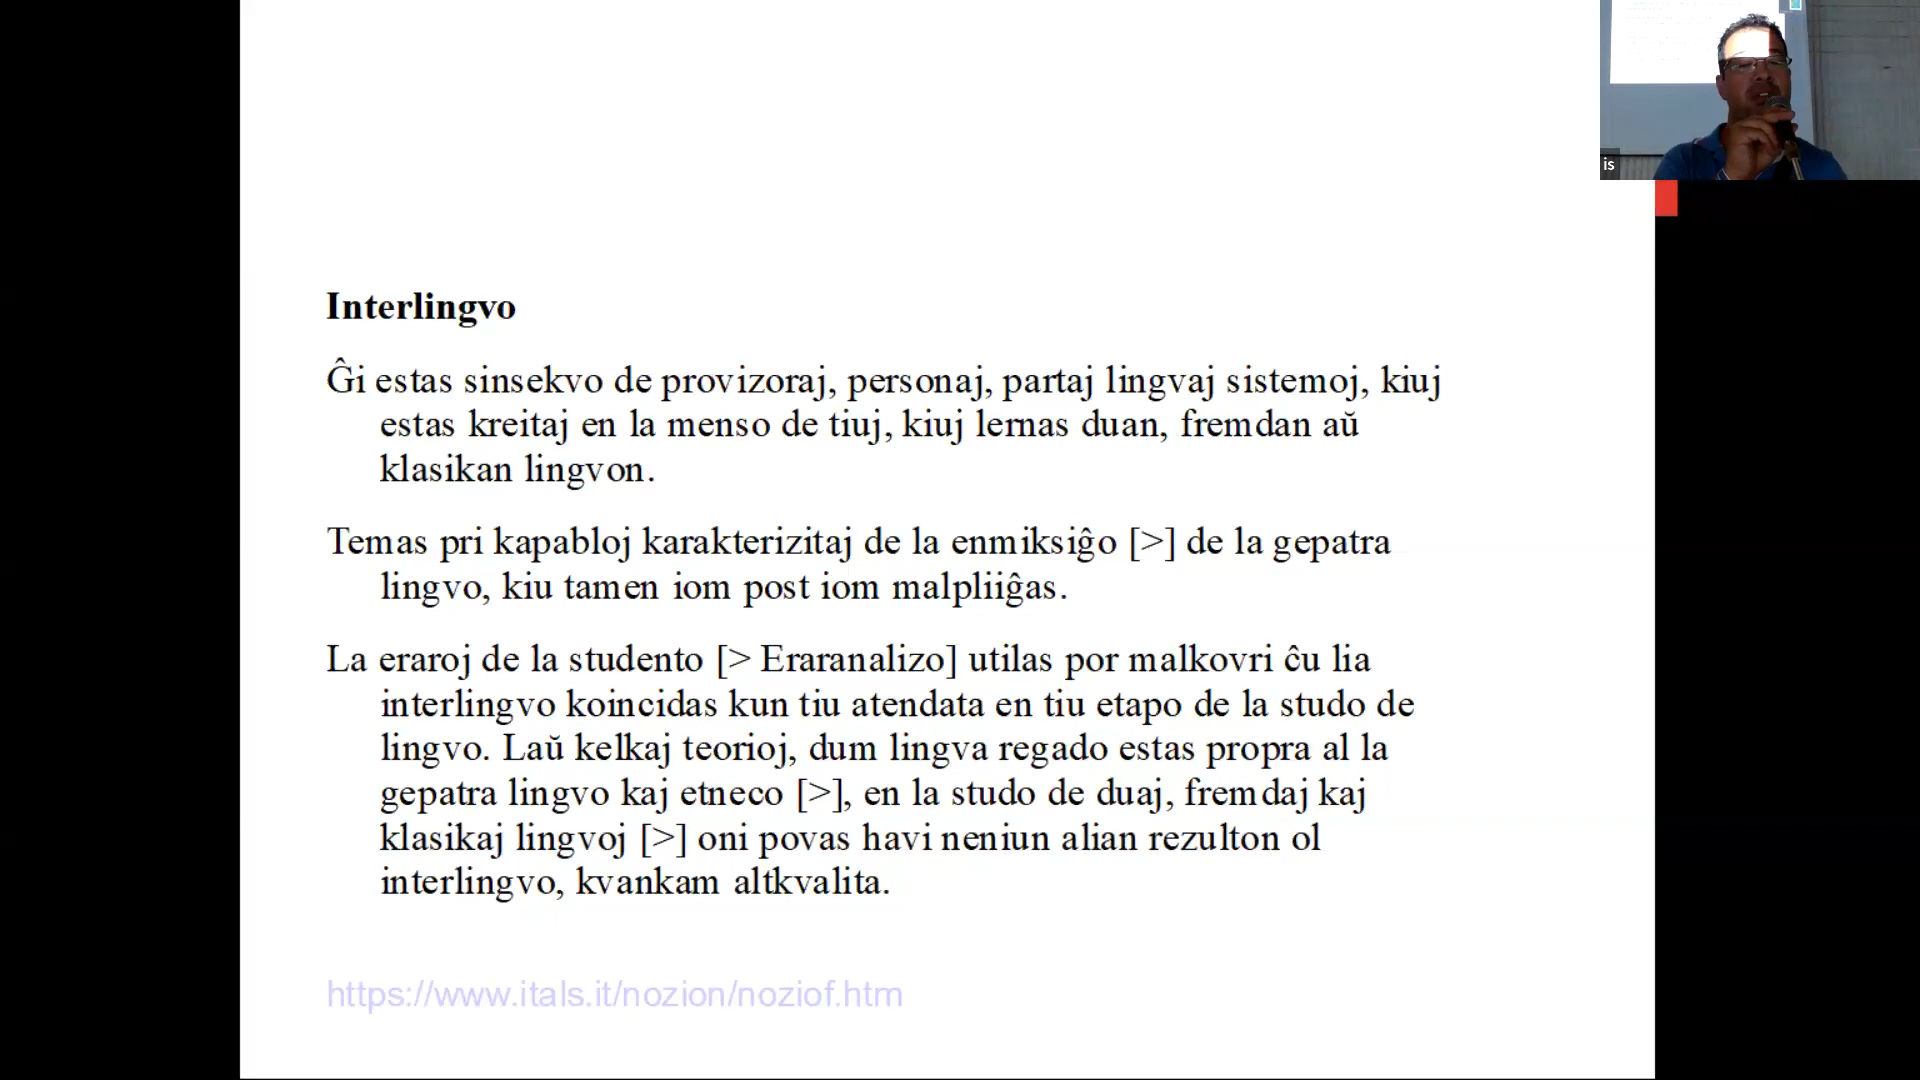 is
Interlingvo
Ĝi estas sinsekvo de provizoraj, personaj, partaj lingvaj sistemoj, kiuj
estas kreitaj en la menso de tiuj, kiuj lernas duan, fremdan aŭ
klasikan lingvon.
Temas pri kapabloj karakterizitaj de la enmiksiĝo [>] de la gepatra
lingvo, kiu tamen iom post iom malpliiĝas.
La eraroj de la studento [> Eraranalizo] utilas por malkovri ĉu lia
interlingvo koincidas kun tiu atendata en tiu etapo de la studo de
lingvo. Laŭ kelkaj teorioj, dum lingva regado estas propra al la
gepatra lingvo kaj etneco [>], en la studo de duaj, fremdaj kaj
klasikaj lingvoj [>] oni povas havi neniun alian rezulton ol
interlingvo, kvankam altkvalita.
https://www.itals.it/nozion/noziof.htm